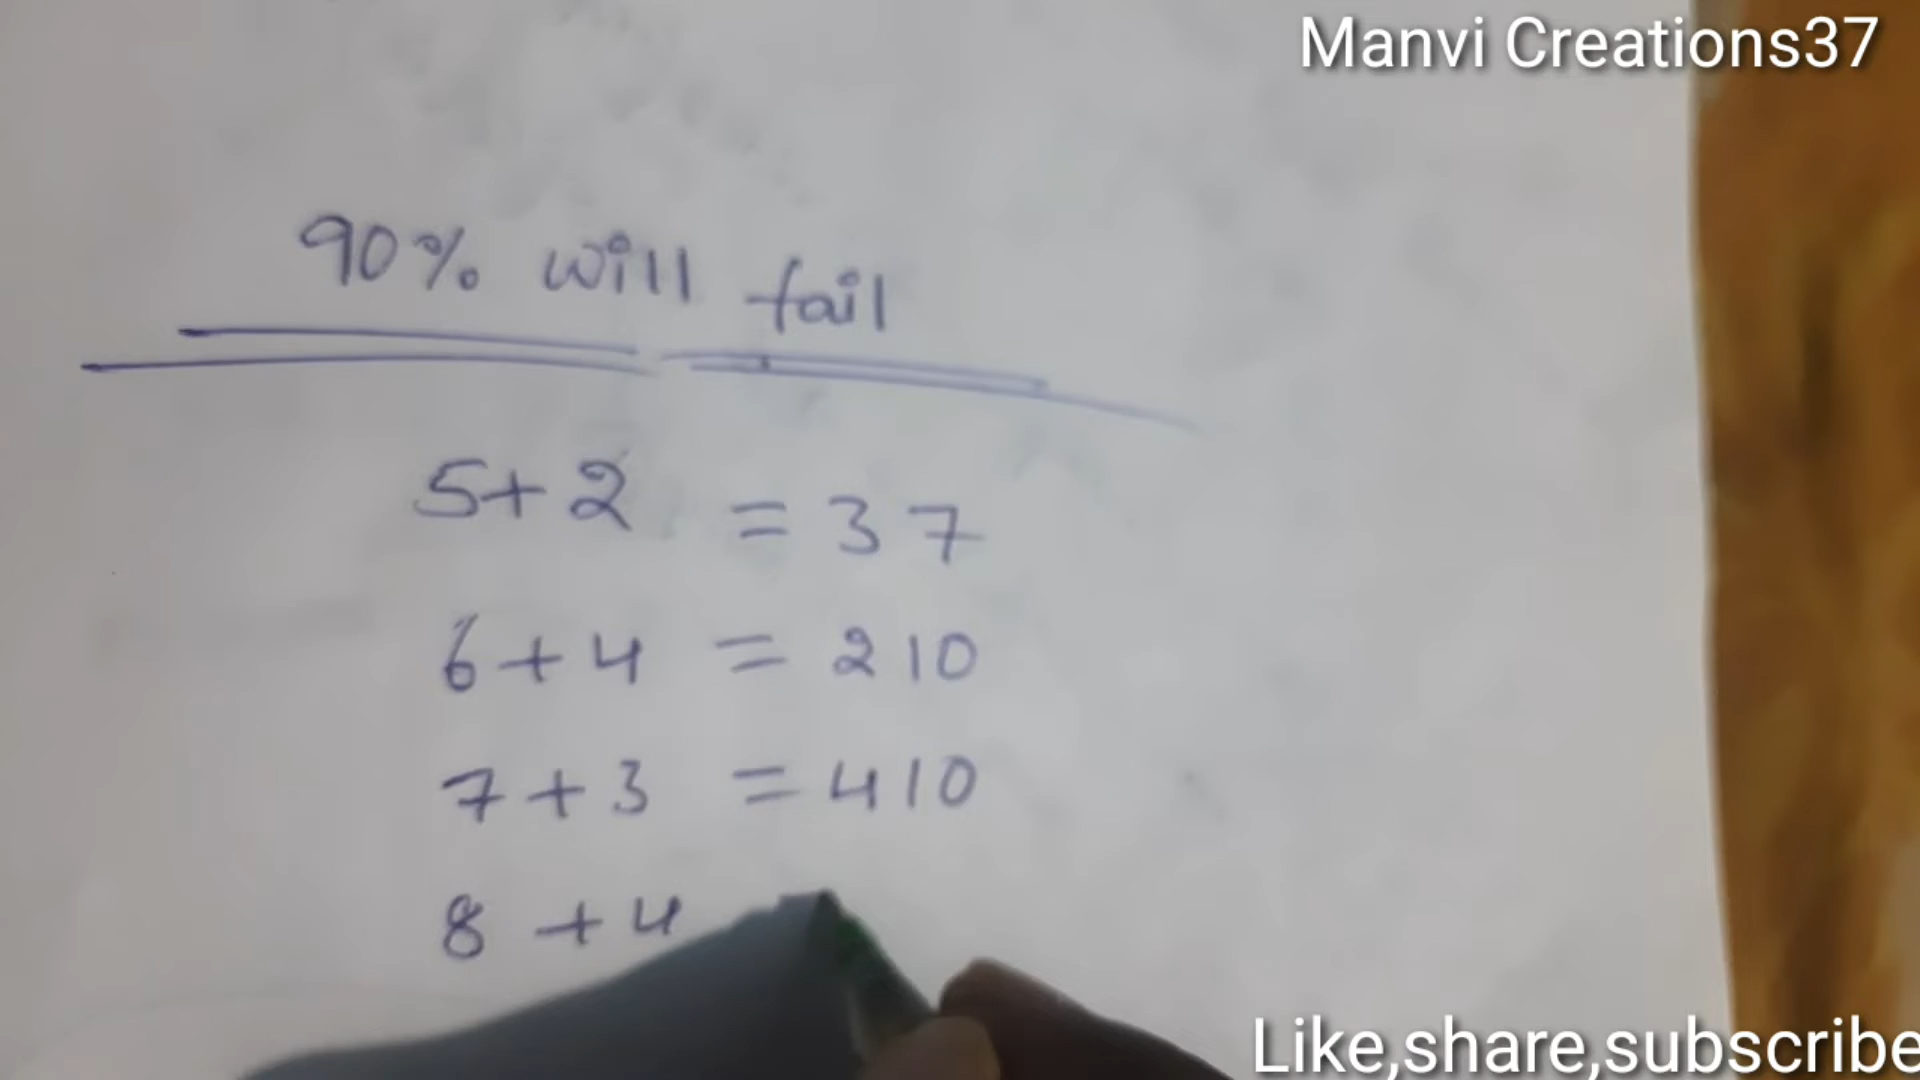 Manvi Creations37
90% will fail
5+2 = 37
6+4 = 210
7+3 = 410
8+4
Like,share,subscribe